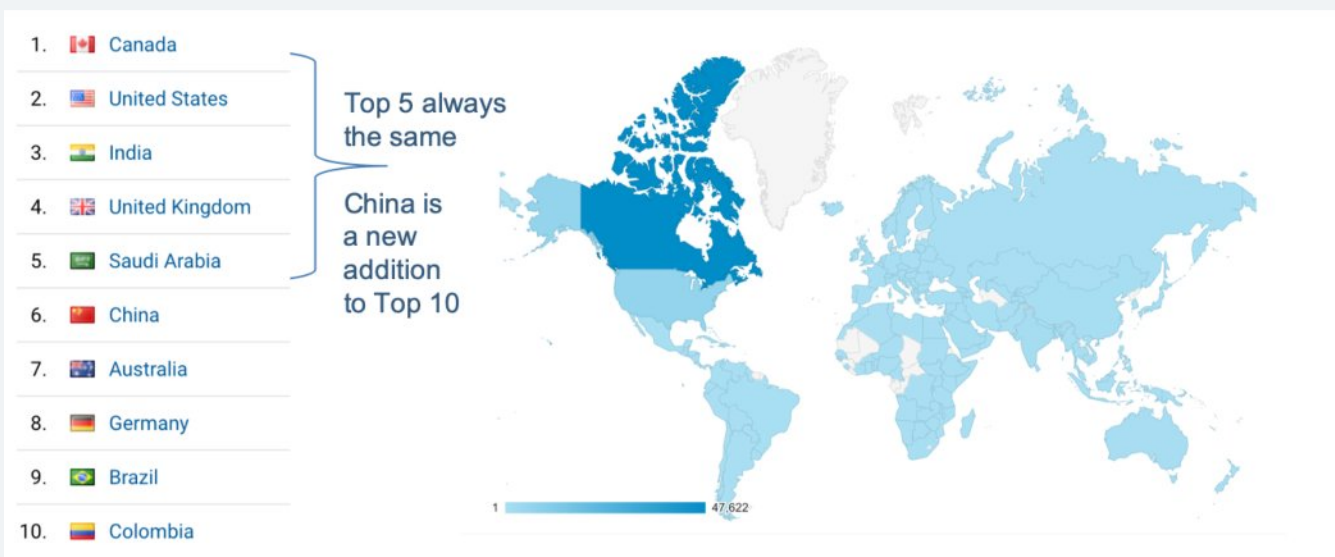 1. Canada
2. United States
3. India
4. United Kingdom
5. Saudi Arabia
6. China
7. Australia
8. Germany
9. Brazil
10. Colombia
Top 5 always
the same
China is
a new
addition
to Top 10
1 47,622